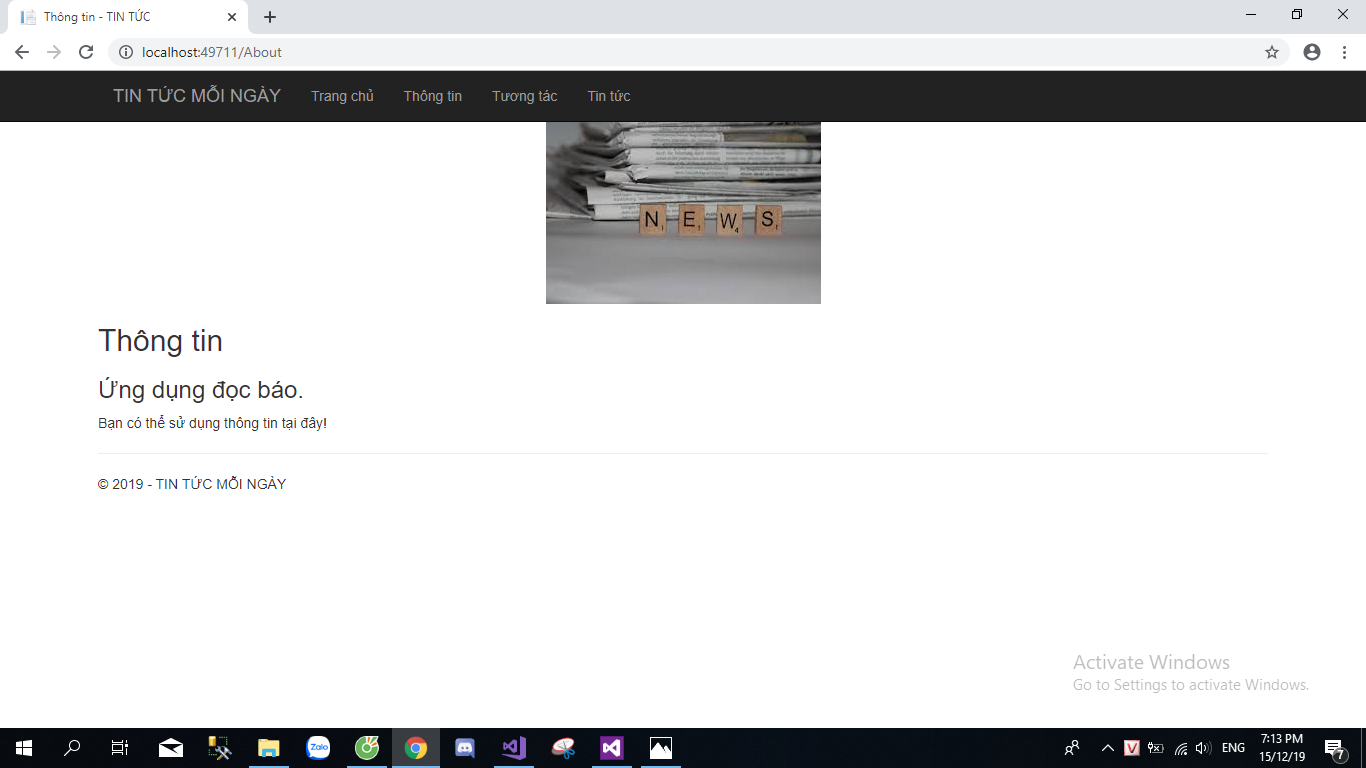 Thông tin - TIN TỨC
localhost:49711/About
TIN TỨC MỖI NGÀY Trang chủ Thông tin Tương tác Tin tức
N E W S
Thông tin
Ứng dụng đọc báo.
Bạn có thể sử dụng thông tin tại đây!
© 2019 - TIN TỨC MỖI NGÀY
Activate Windows
Go to Settings to activate Windows.
Zalo
V
ENG
7:13 PM
15/12/19
7